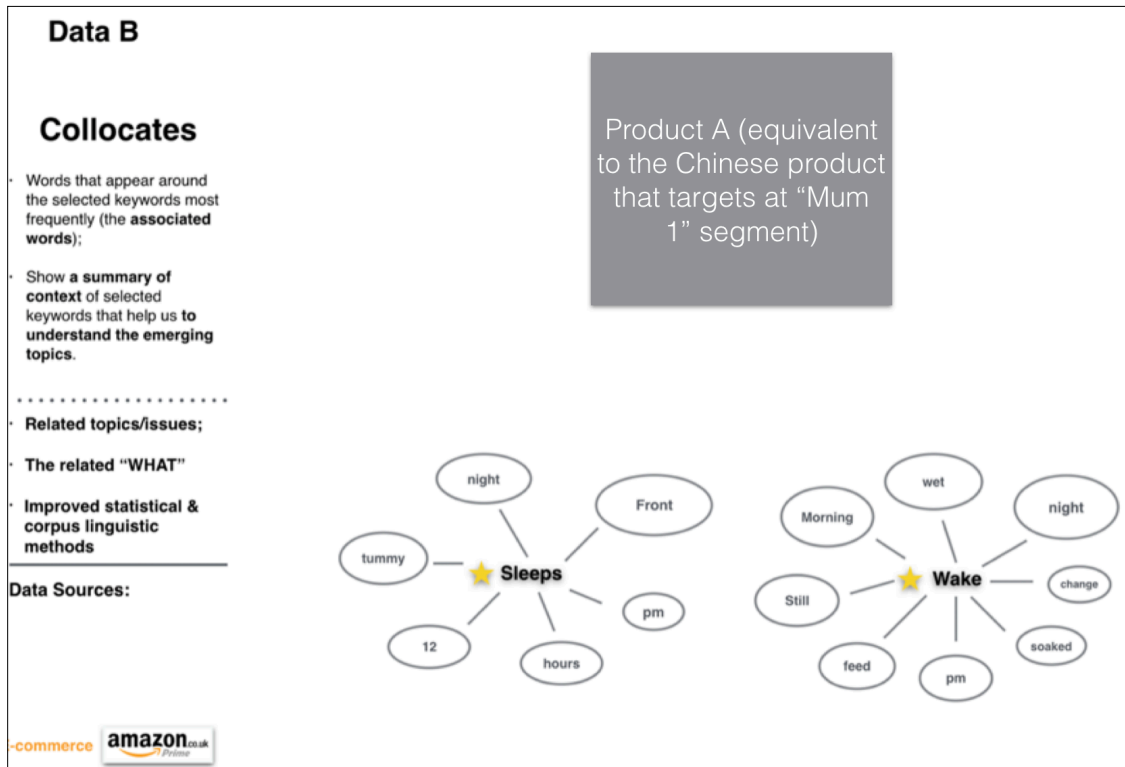 Data B
Collocates
· Words that appear around
the selected keywords most
frequently (the associated
words);
· Show a summary of
context of selected
keywords that help us to
understand the emerging
topics.
· Related topics/issues;
· The related “WHAT”
· Improved statistical &
corpus linguistic
methods
Data Sources:
-commerce
amazon.co.uk
Prime
Product A (equivalent
to the Chinese product
that targets at “Mum
1” segment)
night
Front
tummy
Sleeps
pm
12
hours
wet
night
Morning
Wake
change
Still
soaked
feed
pm